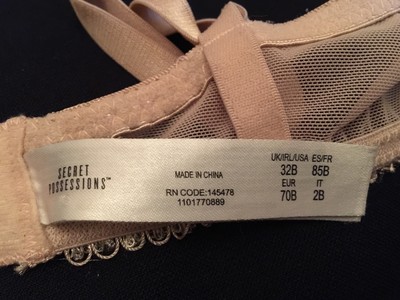 SECRET
POSSESSIONS™
MADE IN CHINA
RN CODE:145478
1101770889
UK/IRL/USA ES/FR
32B 85B
EUR IT
70B 2B